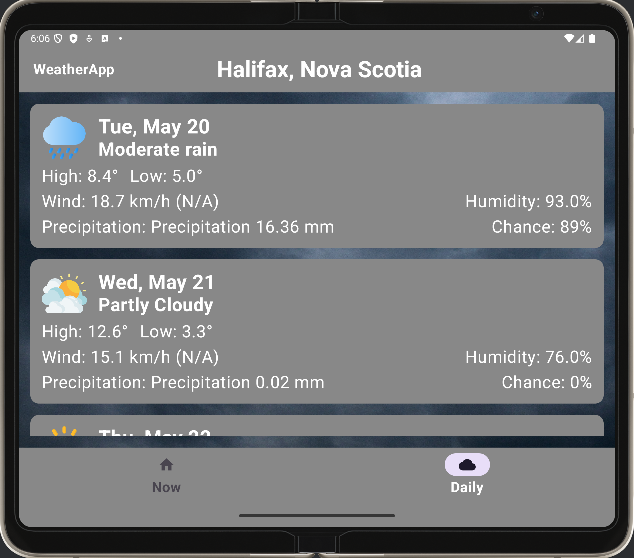 6:06
WeatherApp Halifax, Nova Scotia
Tue, May 20
Moderate rain
High: 8.4° Low: 5.0°
Wind: 18.7 km/h (N/A) Humidity: 93.0%
Precipitation: Precipitation 16.36 mm Chance: 89%
Wed, May 21
Partly Cloudy
High: 12.6° Low: 3.3°
Wind: 15.1 km/h (N/A) Humidity: 76.0%
Precipitation: Precipitation 0.02 mm Chance: 0%
Thu, May 22
Now Daily